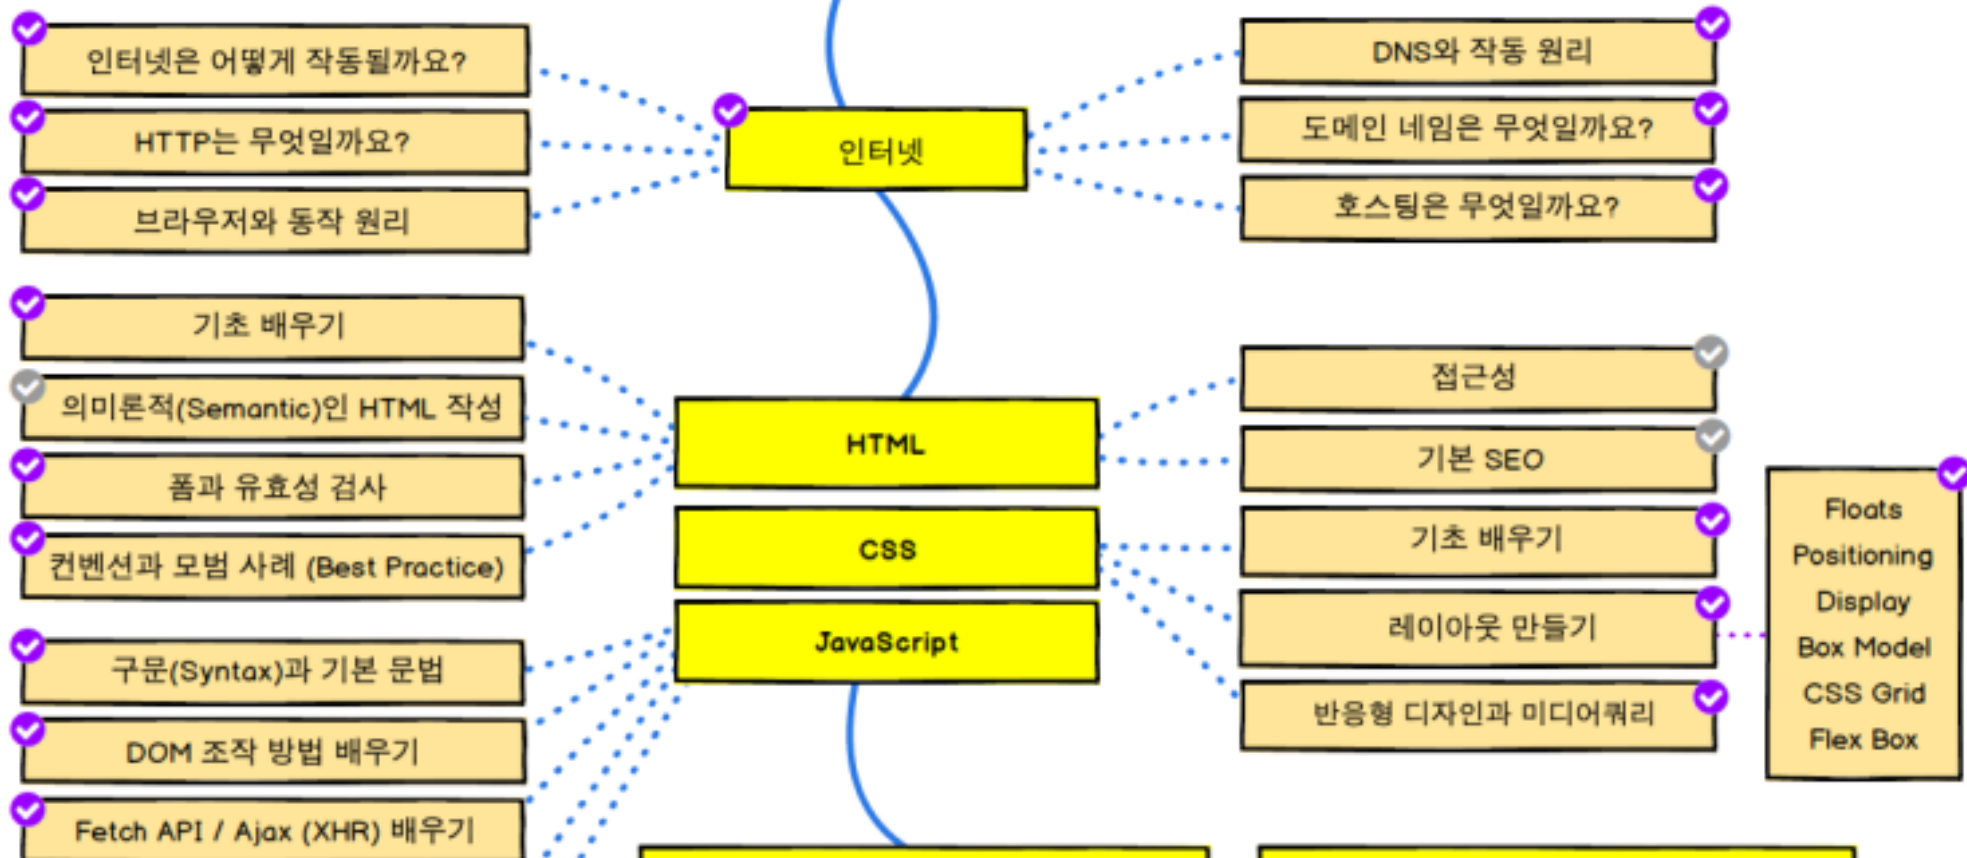 인터넷은 어떻게 작동될까요?
HTTP는 무엇일까요?
브라우저와 동작 원리
인터넷
DNS와 작동 원리
도메인 네임은 무엇일까요?
호스팅은 무엇일까요?
기초 배우기
의미론적(Semantic)인 HTML 작성
폼과 유효성 검사
컨벤션과 모범 사례 (Best Practice)
HTML
접근성
기본 SEO
CSS
기초 배우기
레이아웃 만들기
반응형 디자인과 미디어쿼리
Floats
Positioning
Display
Box Model
CSS Grid
Flex Box
JavaScript
구문(Syntax)과 기본 문법
DOM 조작 방법 배우기
Fetch API / Ajax (XHR) 배우기